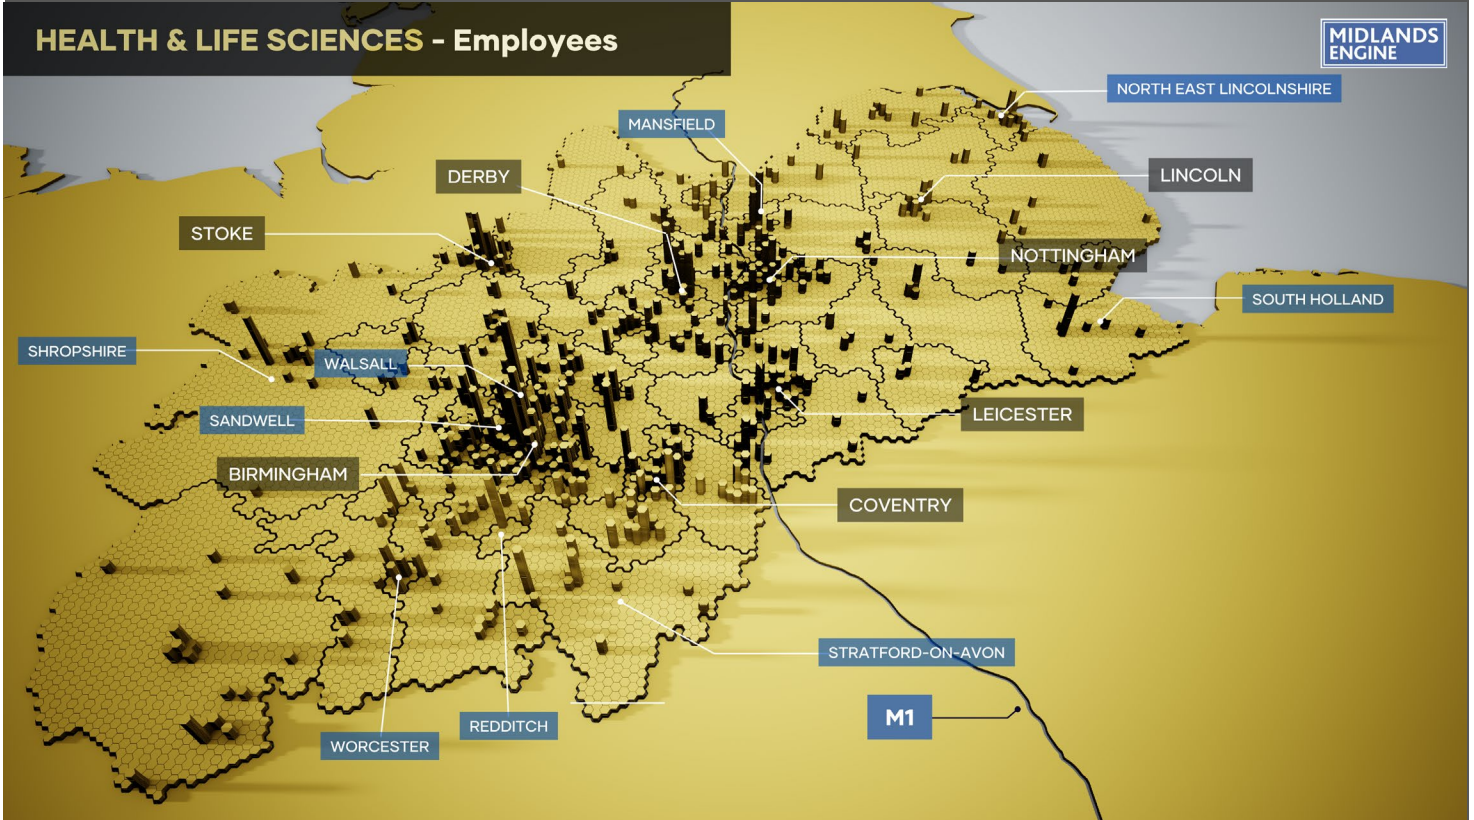 HEALTH & LIFE SCIENCES - Employees
MIDLANDS
ENGINE
NORTH EAST LINCOLNSHIRE
MANSFIELD
DERBY
LINCOLN
STOKE
NOTTINGHAM
SOUTH HOLLAND
SHROPSHIRE
WALSALL
SANDWELL
LEICESTER
BIRMINGHAM
COVENTRY
STRATFORD-ON-AVON
M1
REDDITCH
WORCESTER